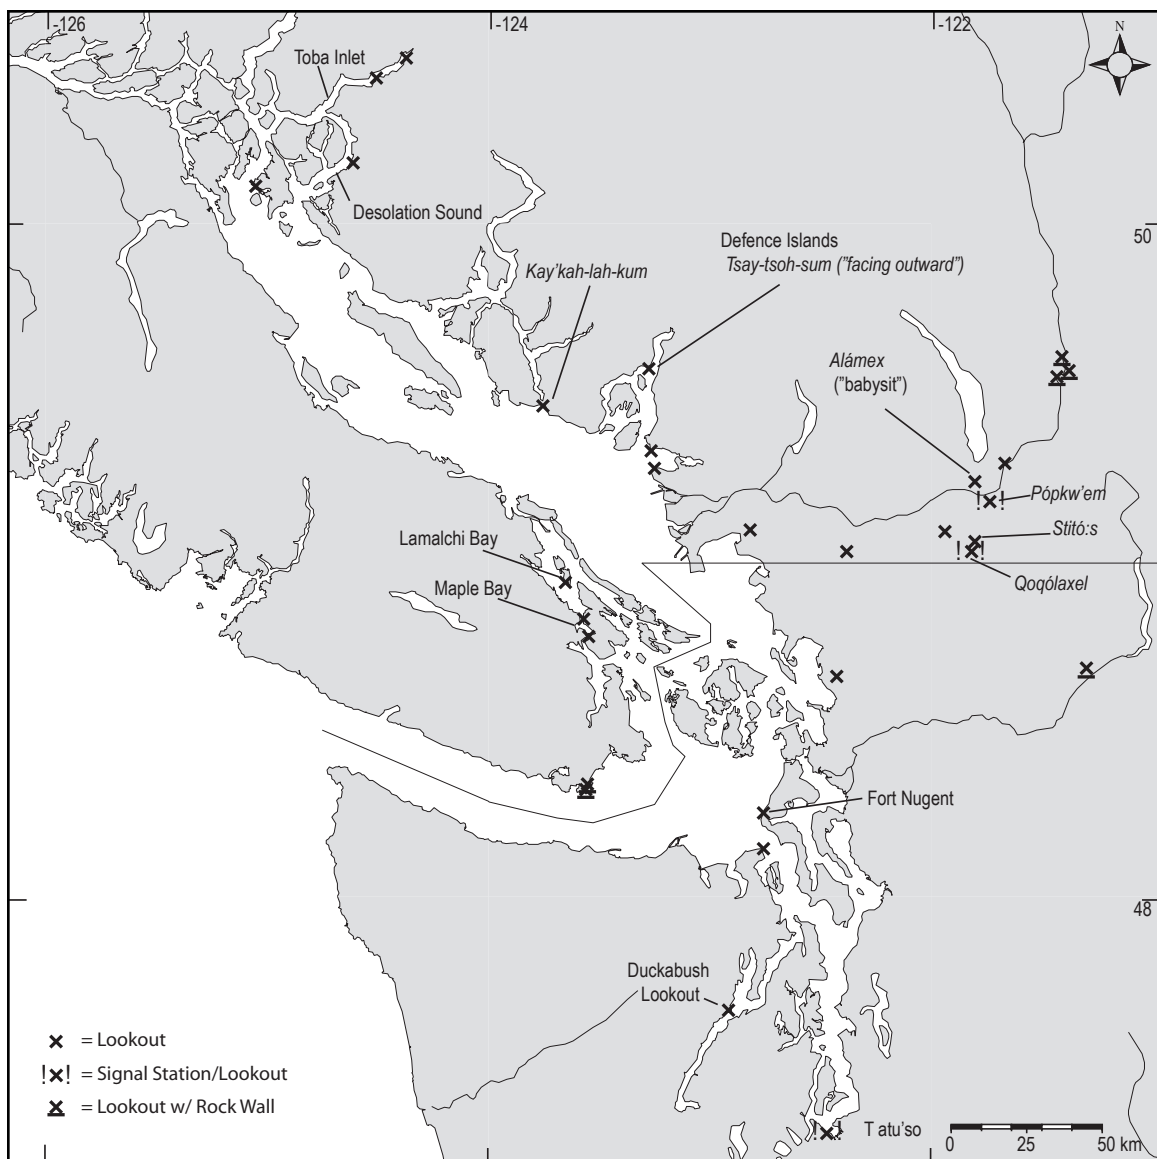 -126
-124
-122
N
Toba Inlet
Desolation Sound
50
Defence Islands
Tsay-tsoh-sum ("facing outward")
Kay'kah-lah-kum
Alámex
("babysit")
! !
Pópkw'em
Stitó:s
! !
Qoqólaxel
Lamalchi Bay
Maple Bay
Fort Nugent
48
Duckabush
Lookout
= Lookout
! ! = Signal Station/Lookout
= Lookout w/ Rock Wall
! ! T atu'so
0 25 50 km